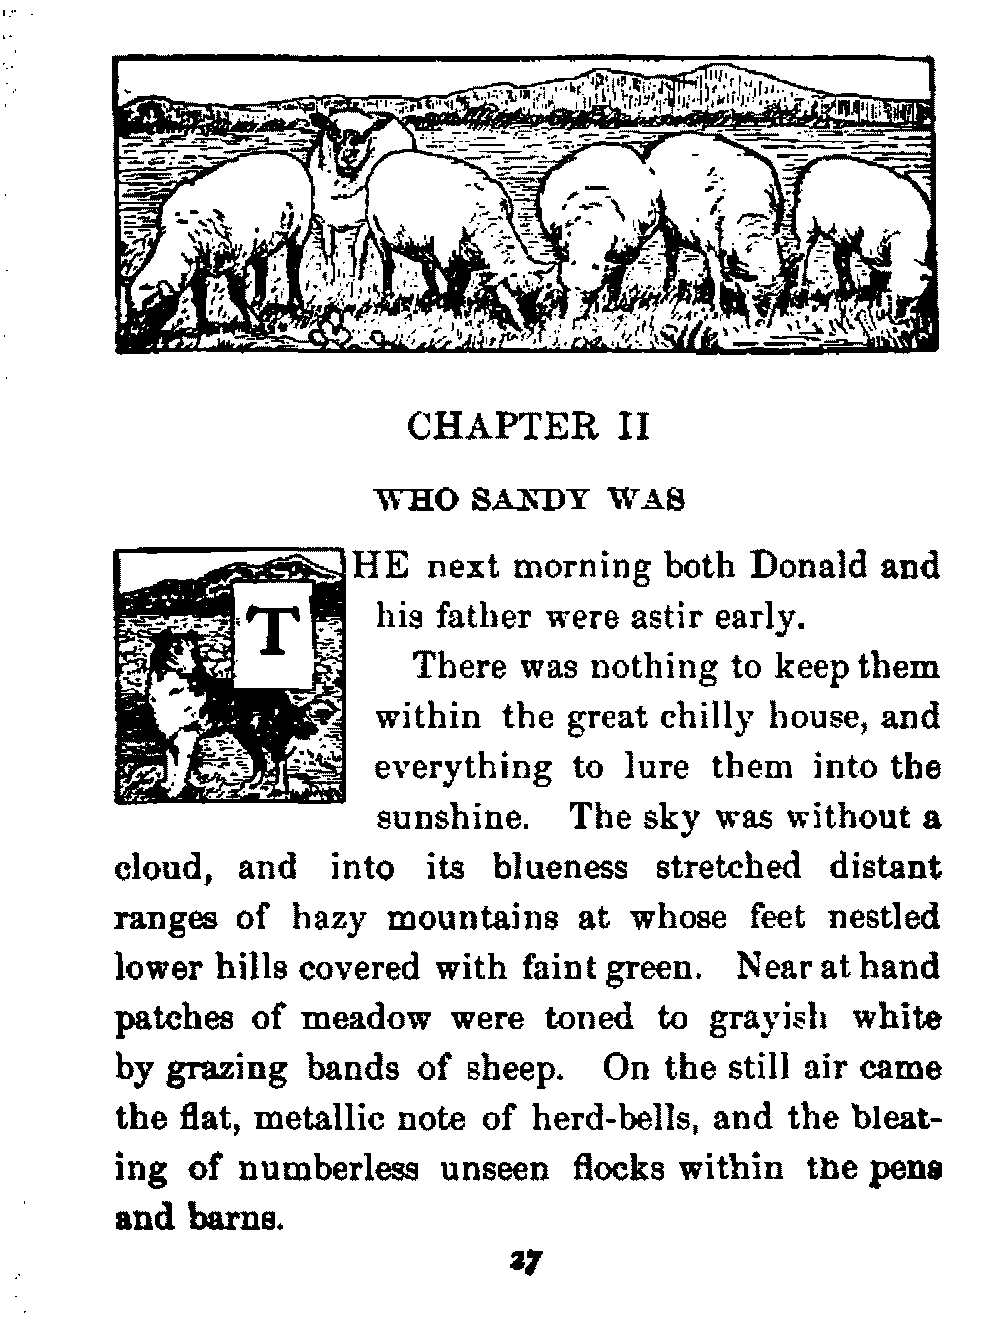 CHAPTER II
WHO SANDY WAS
THE next morning both Donald and
his father were astir early.
There was nothing to keep them
within the great chilly house, and
everything to lure them into the
sunshine. The sky was without a
cloud, and into its blueness stretched distant
ranges of hazy mountains at whose feet nestled
lower hills covered with faint green. Near at hand
patches of meadow were toned to grayish white
by grazing bands of sheep. On the still air came
the flat, metallic note of herd-bells, and the bleat-
ing of numberless unseen flocks within the pens
and barns.
27